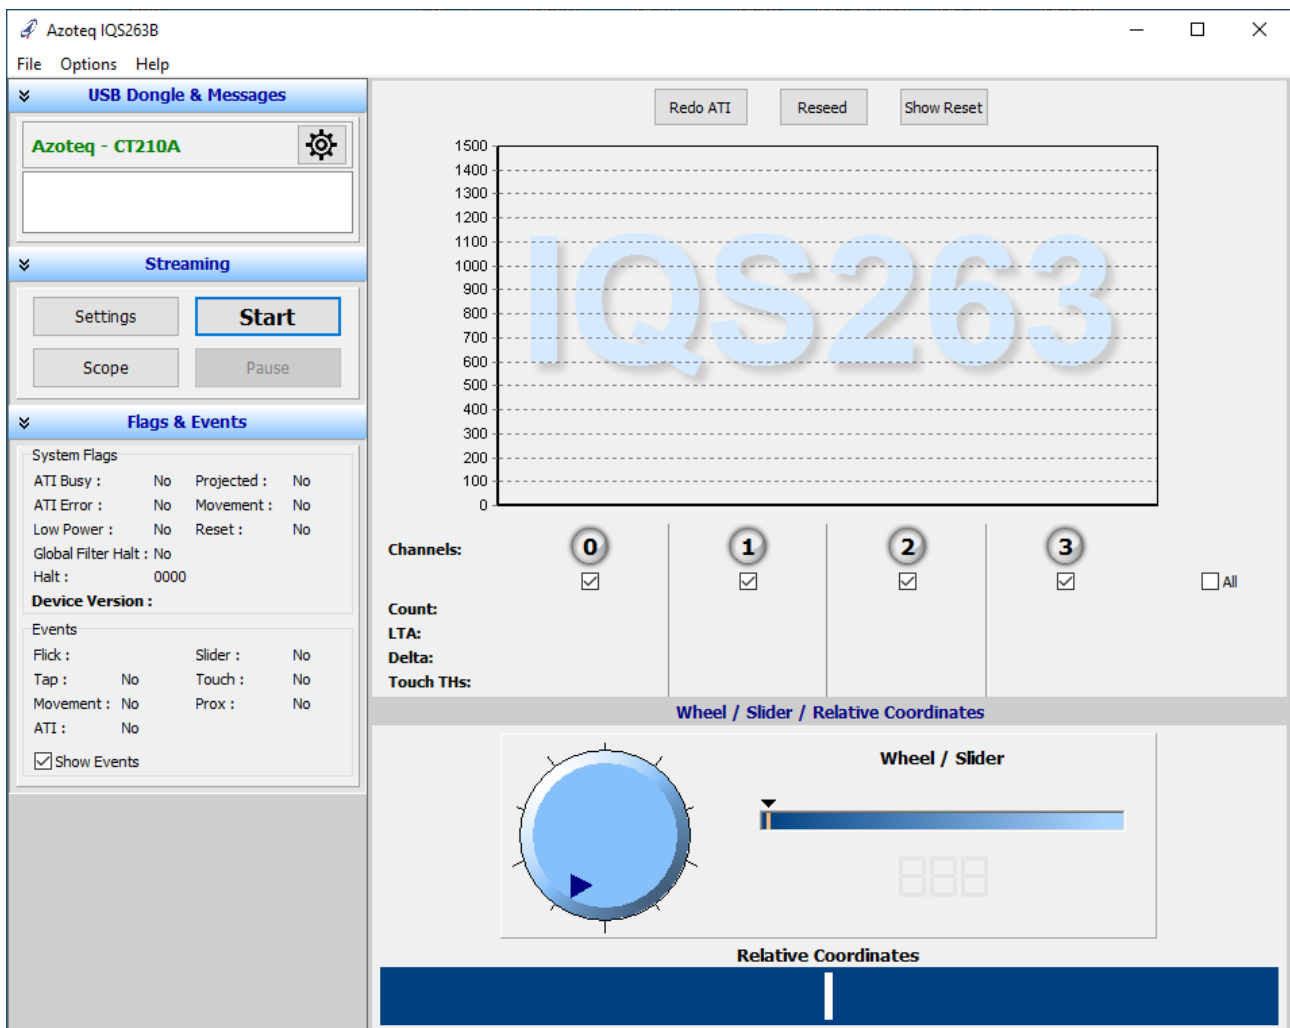 Azoteq IQS263B
File Options Help
USB Dongle & Messages
Azoteq - CT210A
Streaming
Settings Start
Scope Pause
Flags & Events
System Flags
ATI Busy : No Projected : No
ATI Error : No Movement : No
Low Power : No Reset : No
Global Filter Halt : No
Halt : 0000
Device Version :
Events
Flick : Slider : No
Tap : No Touch : No
Movement : No Prox : No
ATI : No
Show Events
Redo ATI Reseed Show Reset
1500
1400
1300
1200
1100
1000
900
800
700
600
500
400
300
200
100
0
IQS263
Channels: 0 1 2 3
All
Count:
LTA:
Delta:
Touch THs:
Wheel / Slider / Relative Coordinates
Wheel / Slider
Relative Coordinates